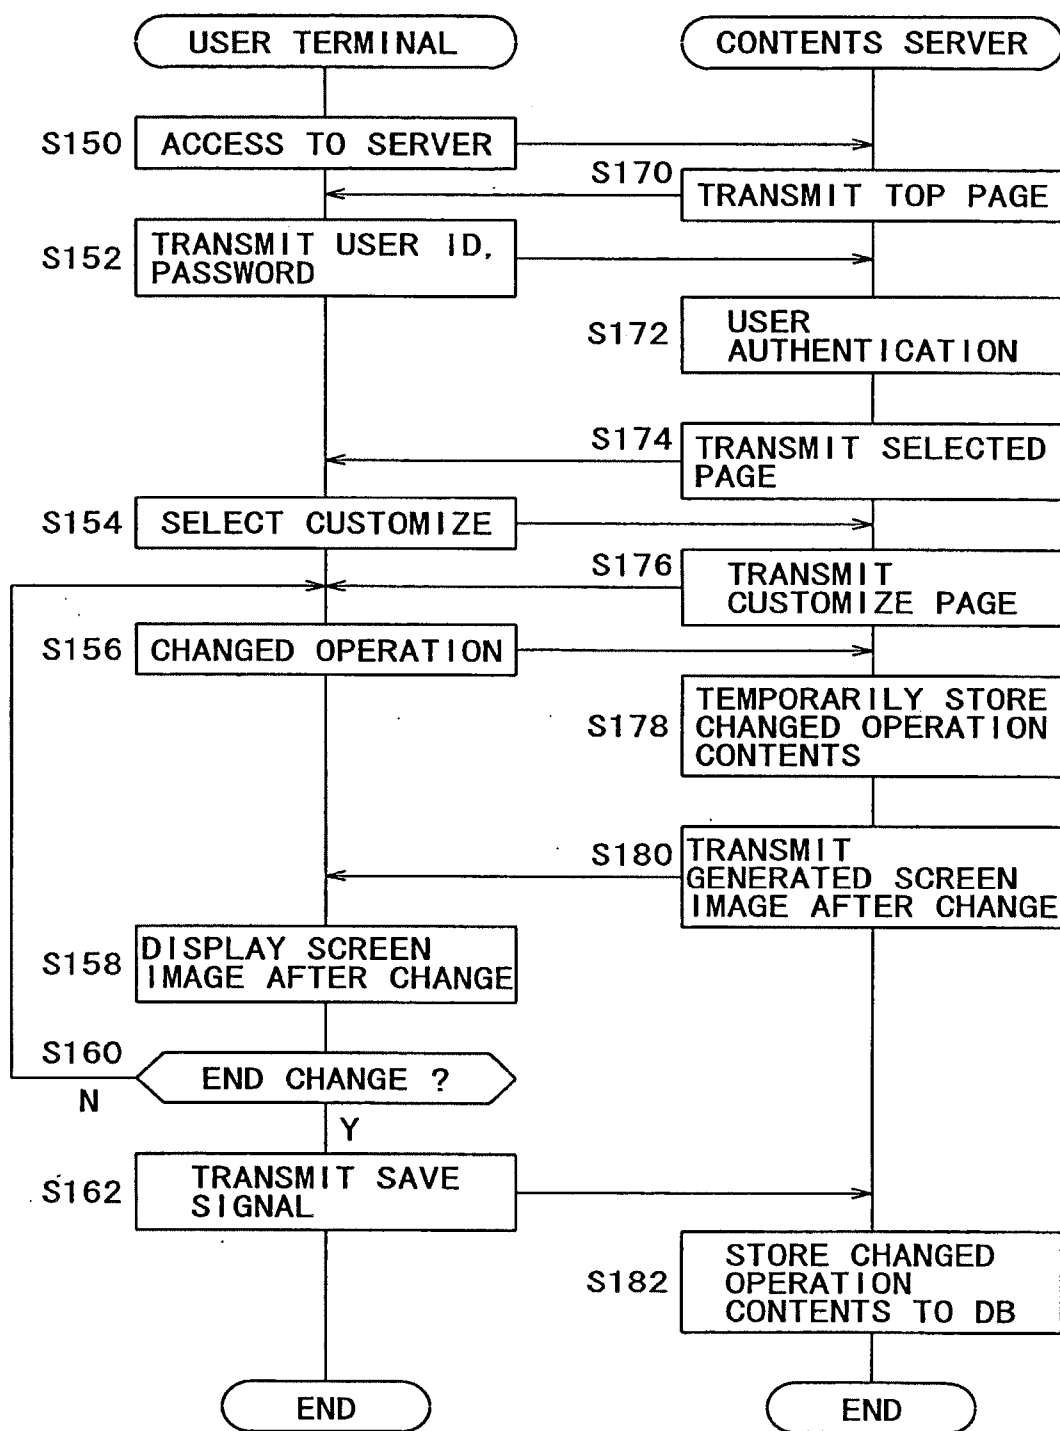 USER TERMINAL
CONTENTS SERVER
S150
ACCESS TO SERVER
S170
TRANSMIT TOP PAGE
S152
TRANSMIT USER ID,
PASSWORD
S172
USER
AUTHENTICATION
S174
TRANSMIT SELECTED
PAGE
S154
SELECT CUSTOMIZE
S176
TRANSMIT
CUSTOMIZE PAGE
S156
CHANGED OPERATION
S178
TEMPORARILY STORE
CHANGED OPERATION
CONTENTS
S180
TRANSMIT
GENERATED SCREEN
IMAGE AFTER CHANGE
S158
DISPLAY SCREEN
IMAGE AFTER CHANGE
S160
END CHANGE ?
N
Y
S162
TRANSMIT SAVE
SIGNAL
S182
STORE CHANGED
OPERATION
CONTENTS TO DB
END
END